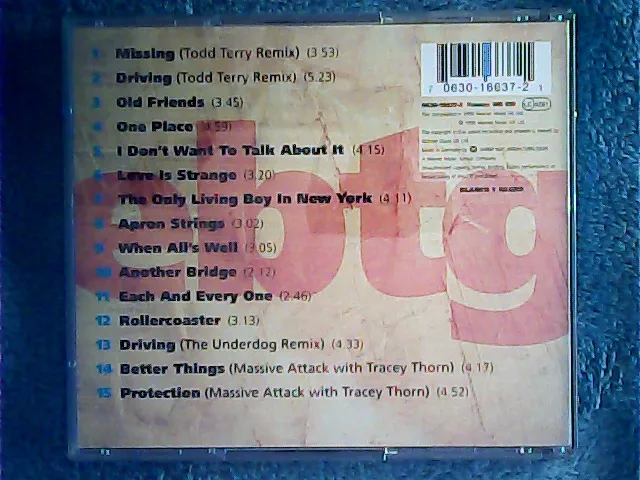 1 Missing (Todd Terry Remix) (3 53)
2 Driving (Todd Terry Remix) (5.23)
3 Old Friends (3.45)
4 One Place (4.59)
5 I Don't Want To Talk About It (4 15)
6 Love Is Strange (3.20)
7 The Only Living Boy In New York (4 11)
8 Apron Strings (3.02)
9 When All's Well (3.05)
10 Another Bridge (2.12)
11 Each And Every One (2.46)
12 Rollercoaster (3.13)
13 Driving (The Underdog Remix) (4.33)
14 Better Things (Massive Attack with Tracey Thorn) (4 17)
15 Protection (Massive Attack with Tracey Thorn) (4 52)
ebtg
7 0630-16637-2 1
0630-16637-2
BLANCO Y NEGRO